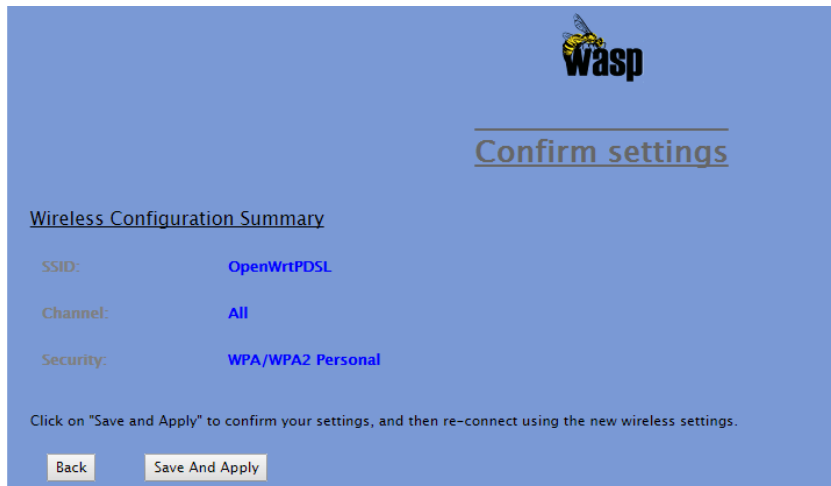 wasp
Confirm settings
Wireless Configuration Summary
SSID: OpenWrtPDSL
Channel: All
Security: WPA/WPA2 Personal
Click on "Save and Apply" to confirm your settings, and then re-connect using the new wireless settings.
Back Save And Apply